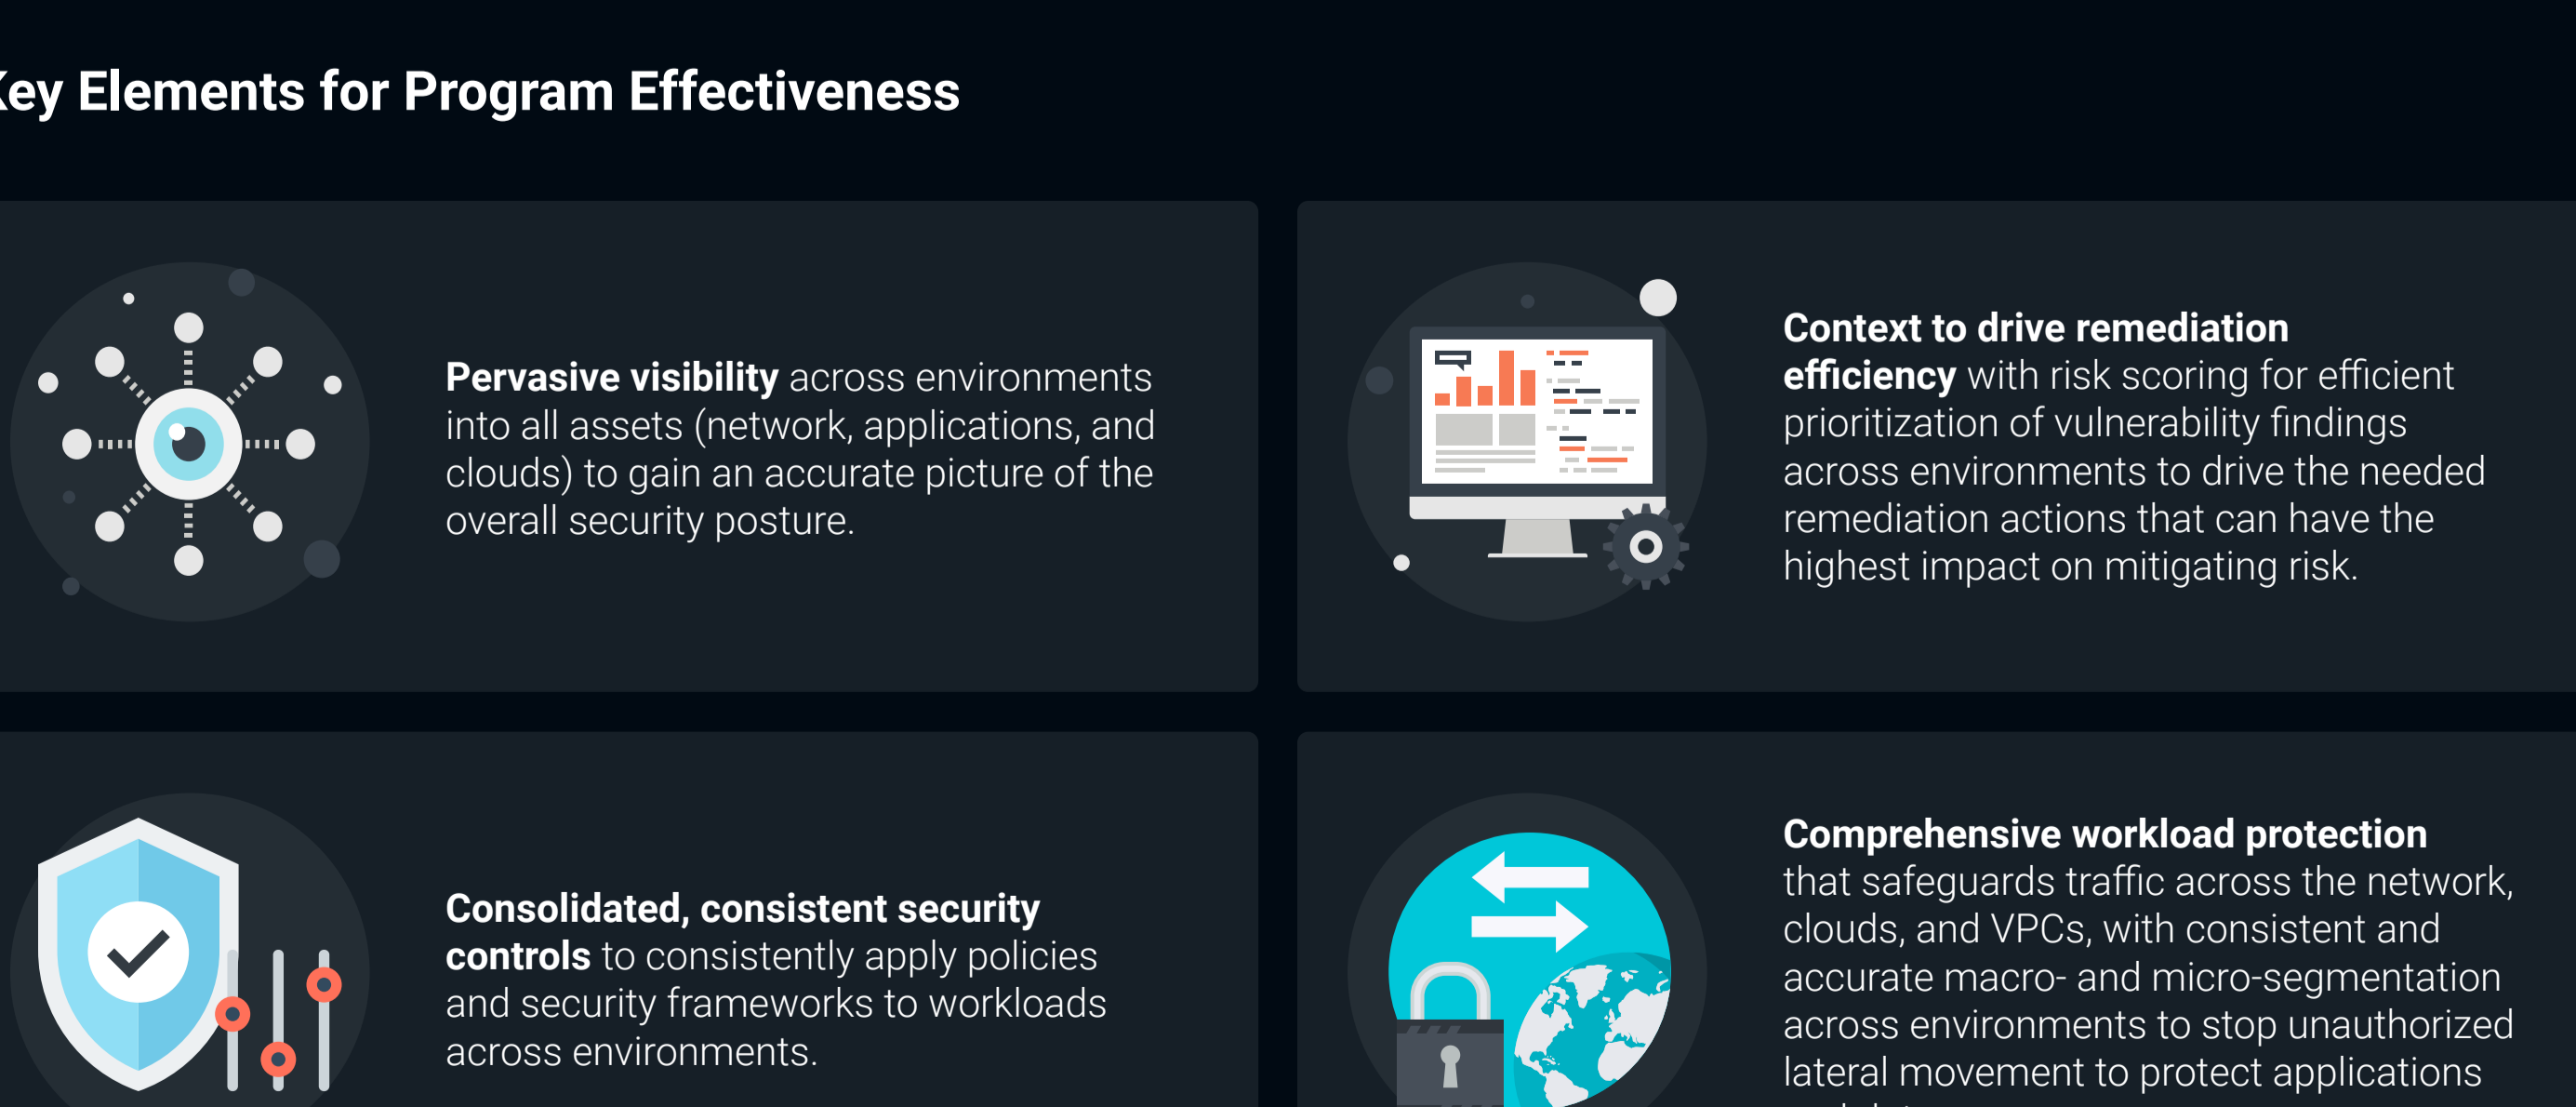 Key Elements for Program Effectiveness
Pervasive visibility across environments
into all assets (network, applications, and
clouds) to gain an accurate picture of the
overall security posture.
Context to drive remediation
efficiency with risk scoring for efficient
prioritization of vulnerability findings
across environments to drive the needed
remediation actions that can have the
highest impact on mitigating risk.
Consolidated, consistent security
controls to consistently apply policies
and security frameworks to workloads
across environments.
Comprehensive workload protection
that safeguards traffic across the network,
clouds, and VPCs, with consistent and
accurate macro- and micro-segmentation
across environments to stop unauthorized
lateral movement to protect applications